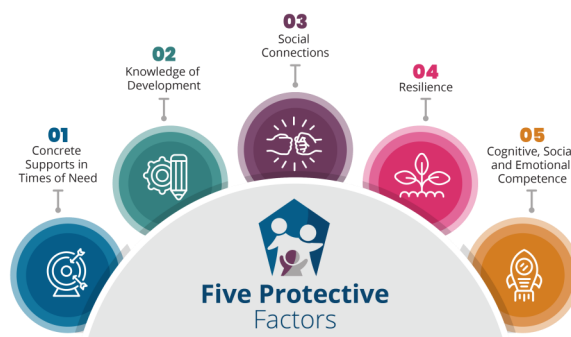 01
Concrete
Supports in
Times of Need
02
Knowledge of
Development
03
Social
Connections
04
Resilience
05
Cognitive, Social
and Emotional
Competence
Five Protective
Factors